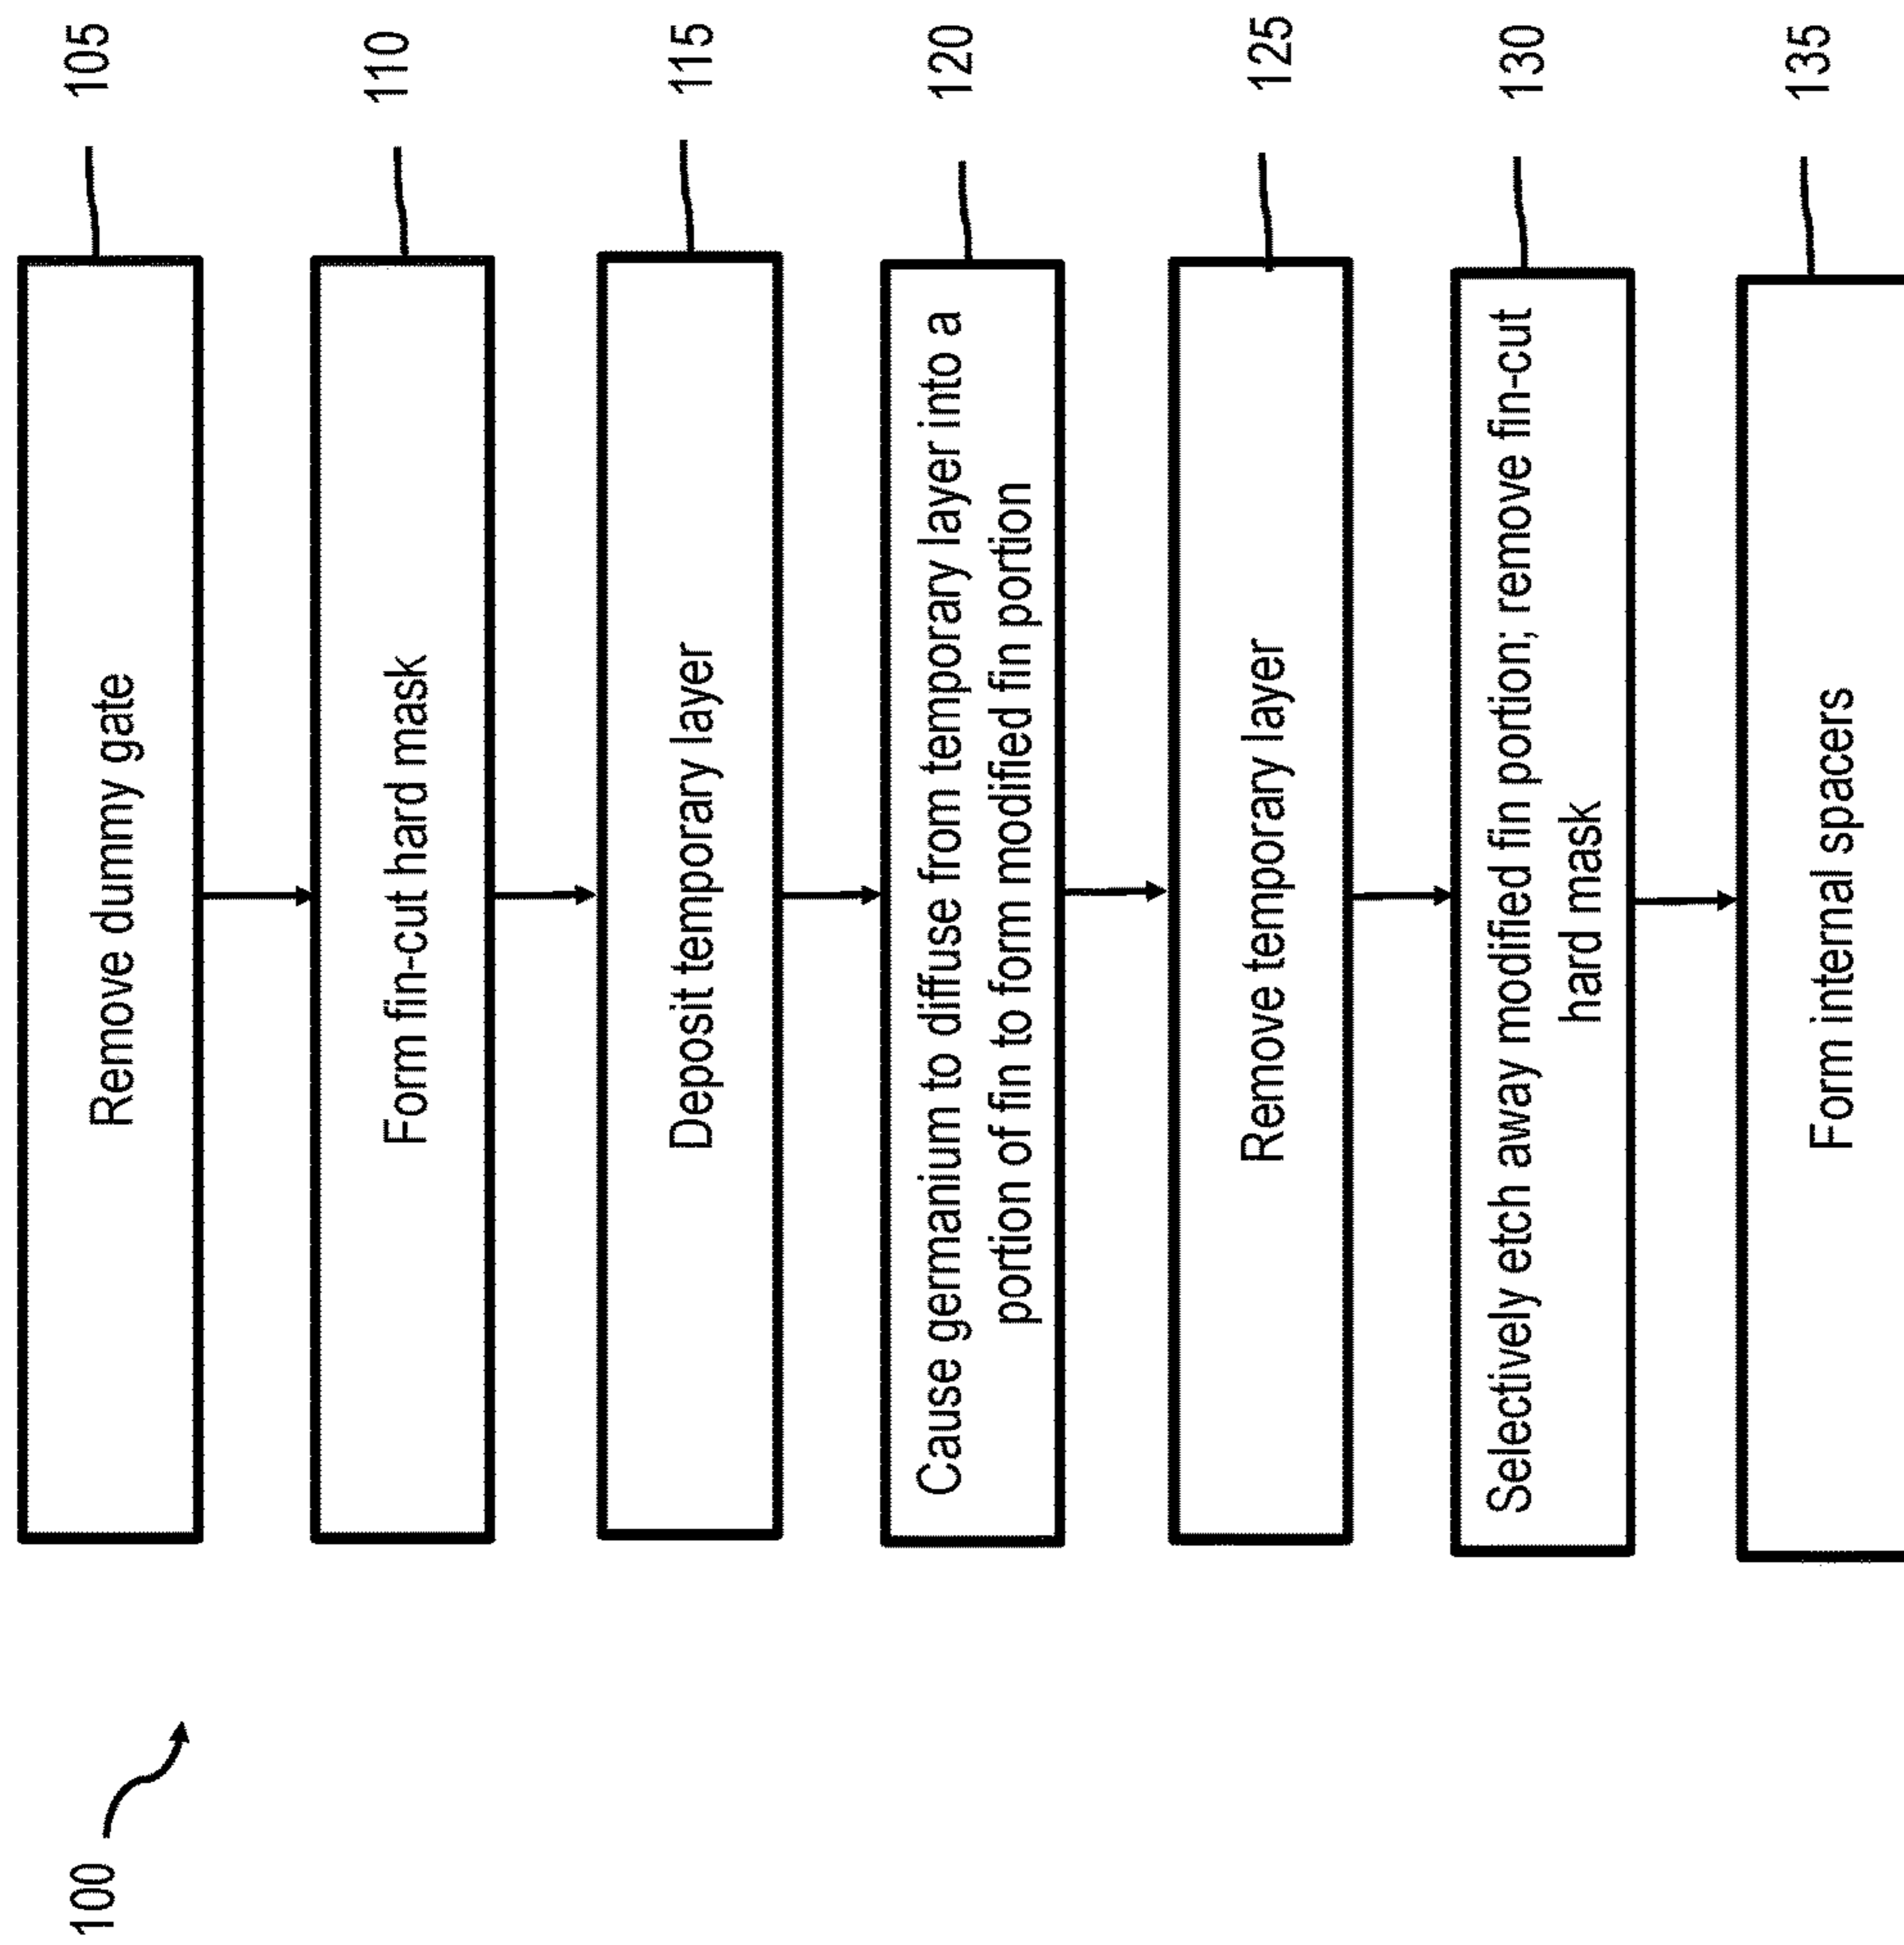 100
Remove dummy gate
105
Form fin-cut hard mask
110
Deposit temporary layer
115
Cause germanium to diffuse from temporary layer into a
portion of fin to form modified fin portion
120
Remove temporary layer
125
Selectively etch away modified fin portion; remove fin-cut
hard mask
130
Form internal spacers
135